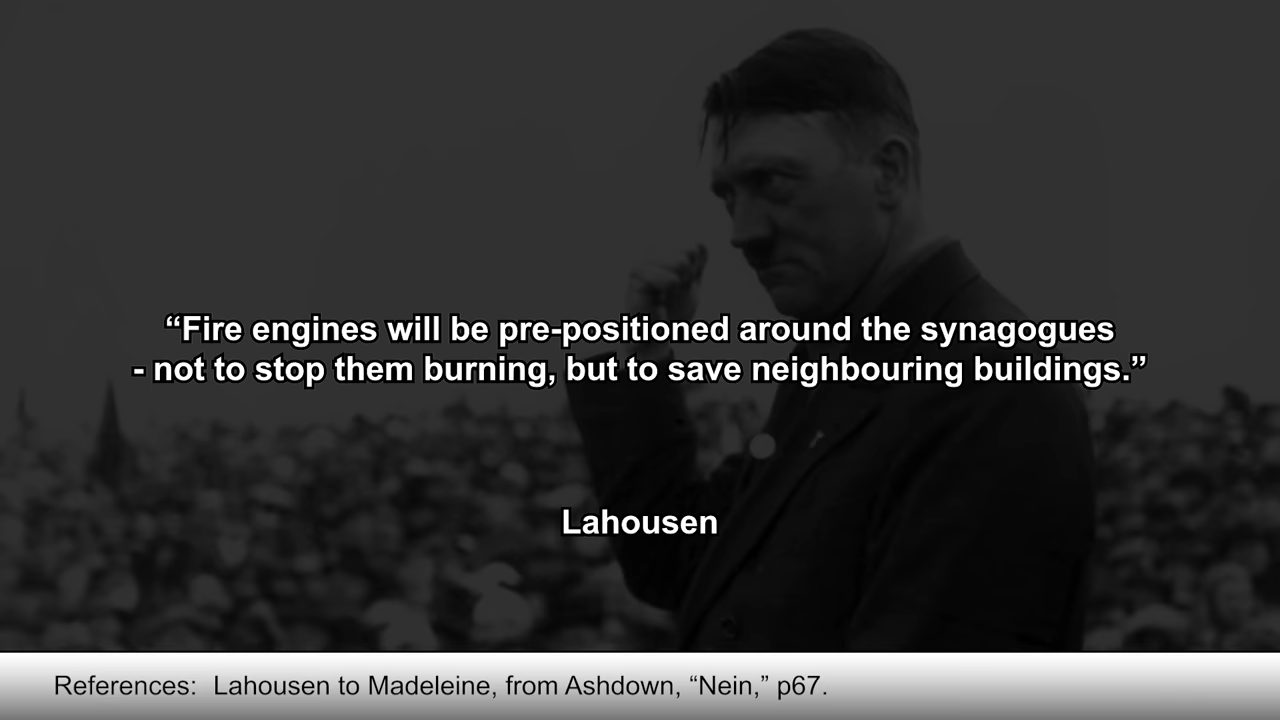 “Fire engines will be pre-positioned around the synagogues
- not to stop them burning, but to save neighbouring buildings.”
Lahousen
References:  Lahousen to Madeleine, from Ashdown, “Nein,” p67.